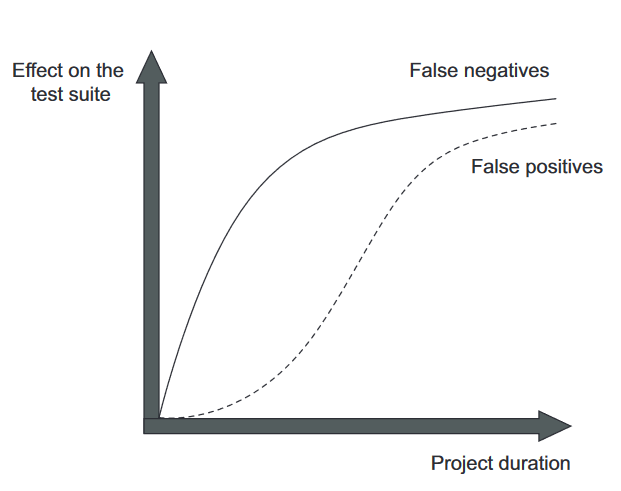 Effect on the
test suite
False negatives
False positives
Project duration